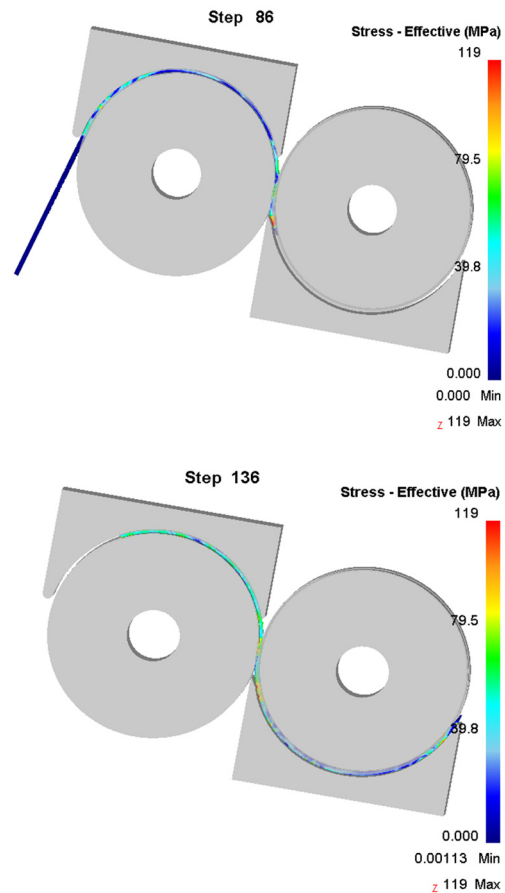 Step 86
Stress - Effective (MPa)
119
79.5
39.8
0.000
0.000 Min
z 119 Max
Step 136
Stress - Effective (MPa)
119
79.5
39.8
0.000
0.00113 Min
z 119 Max